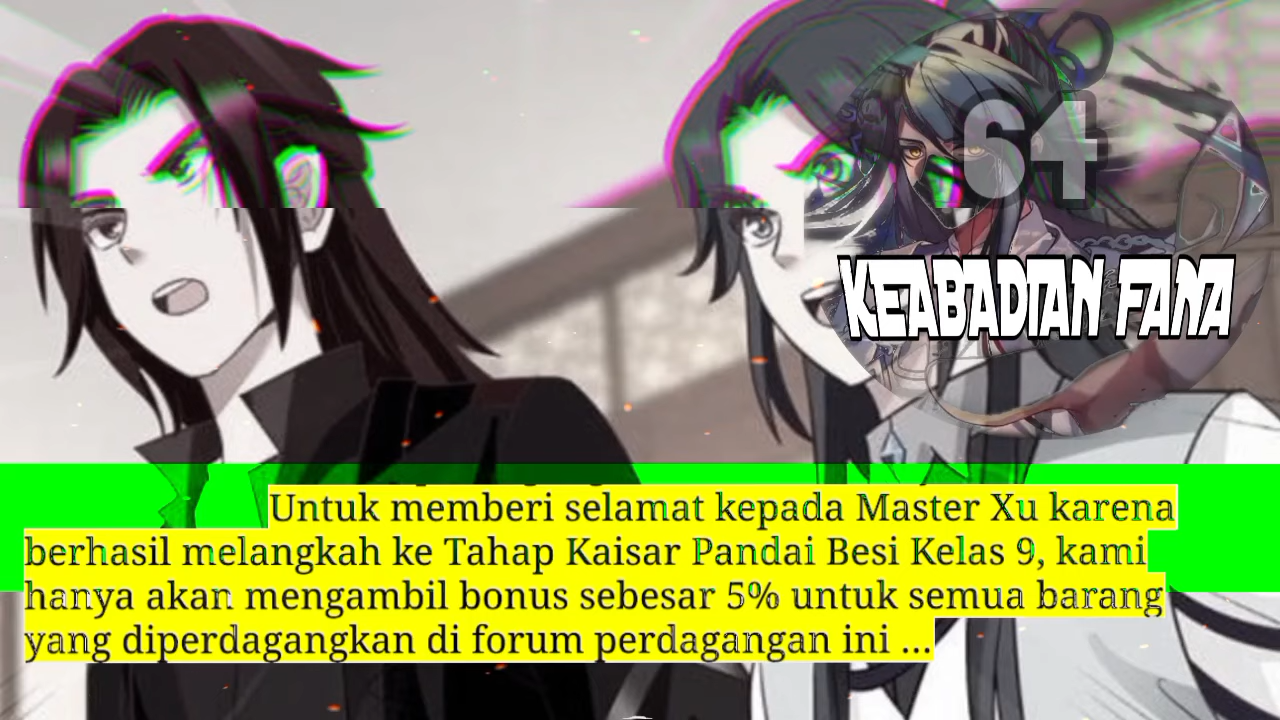 64
KEABADIAN FANA
Untuk memberi selamat kepada Master Xu karena
berhasil melangkah ke Tahap Kaisar Pandai Besi Kelas 9, kami
hanya akan mengambil bonus sebesar 5% untuk semua barang
yang diperdagangkan di forum perdagangan ini ...